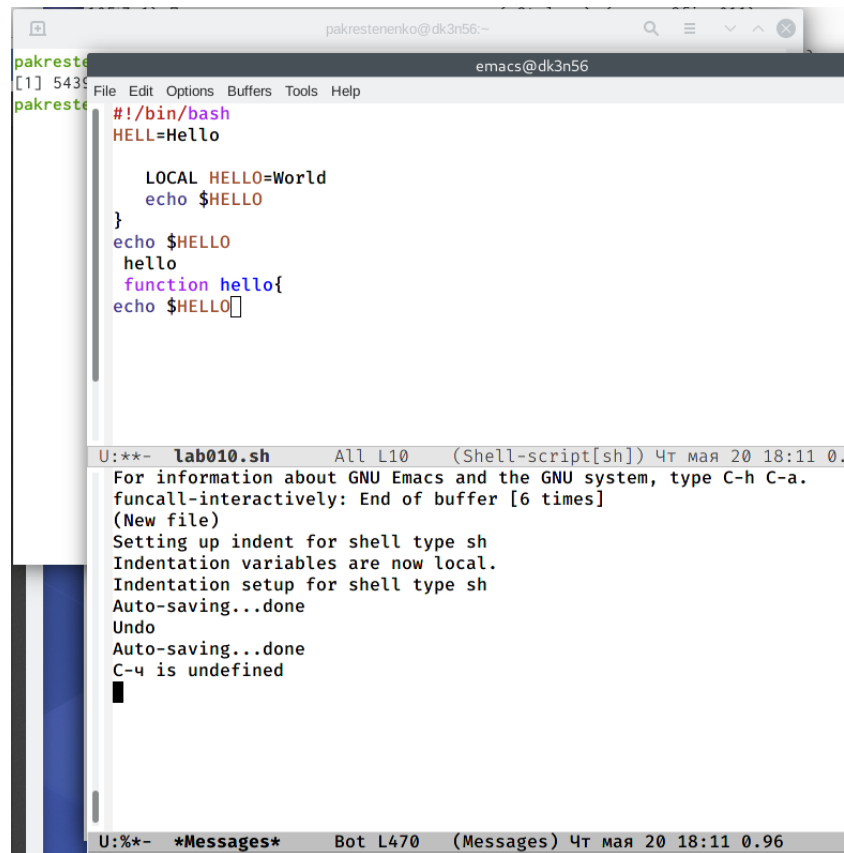 pakrestenenko@dk3n56:~
pakreste
[1] 5439
pakreste
emacs@dk3n56
File Edit Options Buffers Tools Help
#!/bin/bash
HELL=Hello
LOCAL HELLO=World
echo $HELLO
}
echo $HELLO
hello
function hello{
echo $HELLO
U:**- lab010.sh All L10 (Shell-script[sh]) Чт мая 20 18:11 0.
For information about GNU Emacs and the GNU system, type C-h C-a.
funcall-interactively: End of buffer [6 times]
(New file)
Setting up indent for shell type sh
Indentation variables are now local.
Indentation setup for shell type sh
Auto-saving...done
Undo
Auto-saving...done
C-ч is undefined
U:%*- *Messages* Bot L470 (Messages) Чт мая 20 18:11 0.96